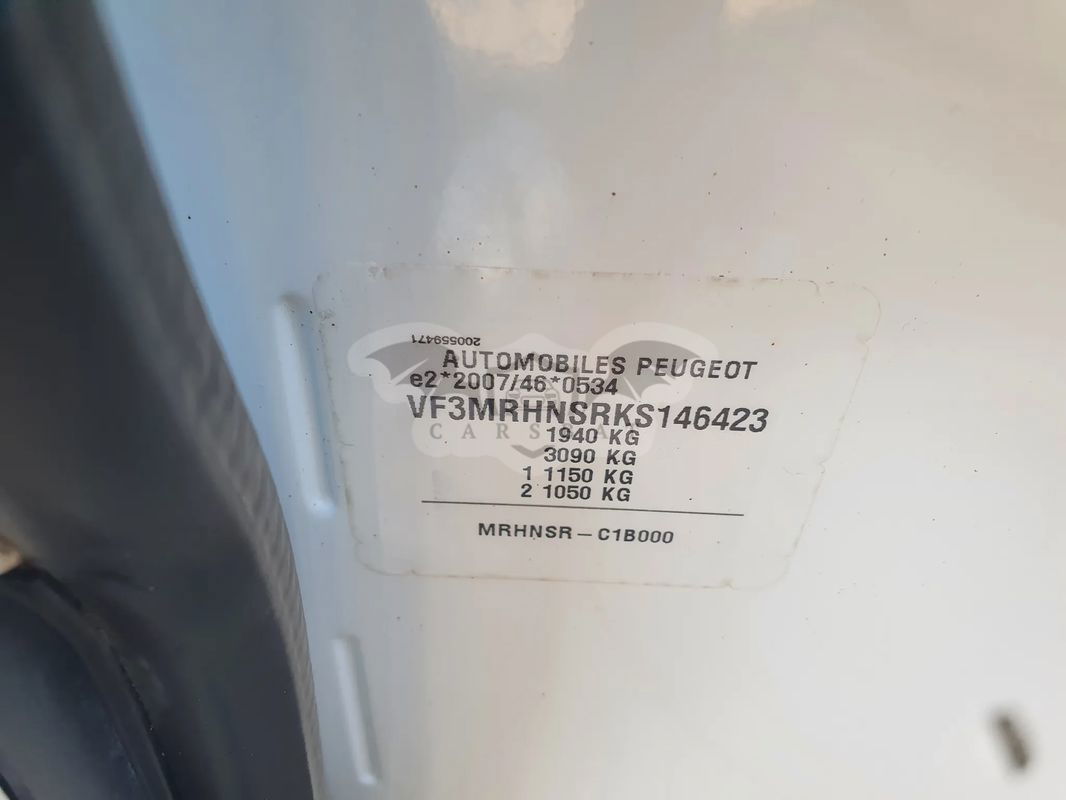 200559471
AUTOMOBILES PEUGEOT
e2*2007/46*0534
VF3MRHNSRKS146423
CARSPA
1940 KG
3090 KG
1 1150 KG
2 1050 KG
MRHNSR-C1B000